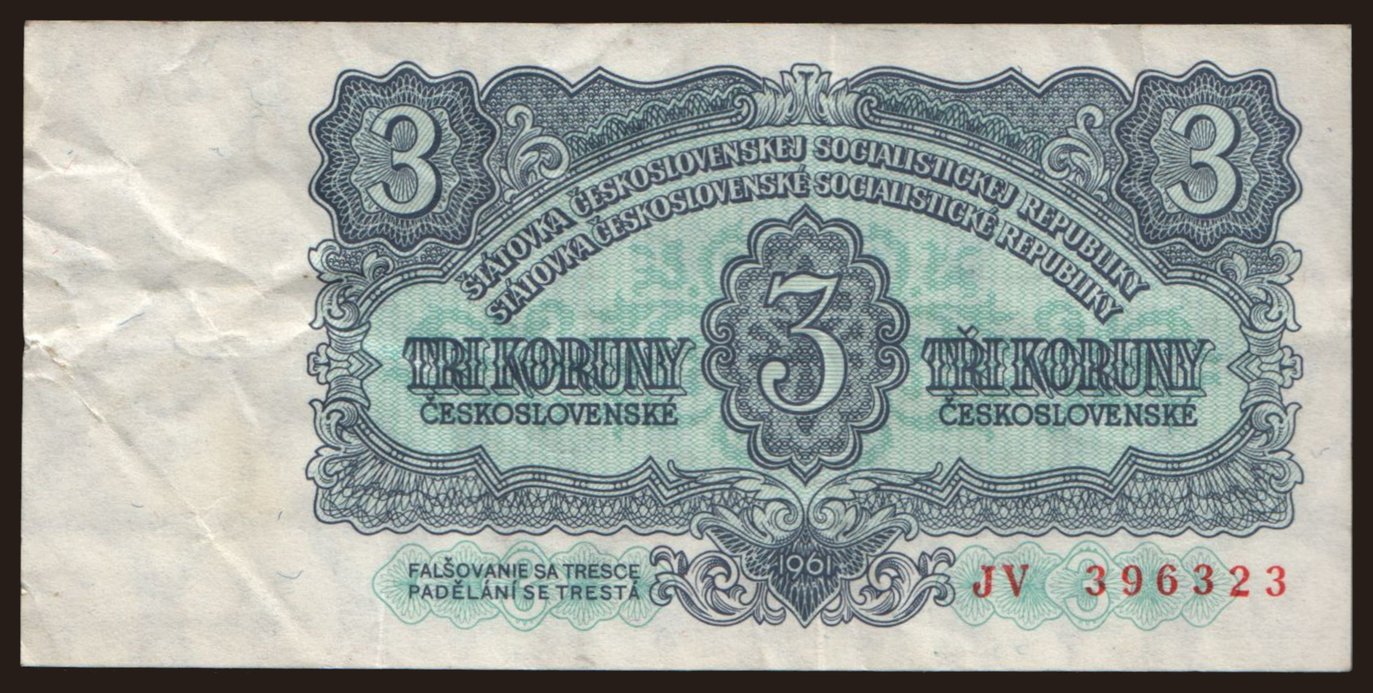 3 3
ŠTÁTOVKA ČESKOSLOVENSKEJ SOCIALISTICKEJ REPUBLIKY
STÁTOVKA ČESKOSLOVENSKÉ SOCIALISTICKÉ REPUBLIKY
TRI KORUNY 3 TŘI KORUNY
ČESKOSLOVENSKÉ ČESKOSLOVENSKÉ
FALŠOVANIE SA TRESCE 1961 JV 396323
PADĚLÁNÍ SE TRESTÁ